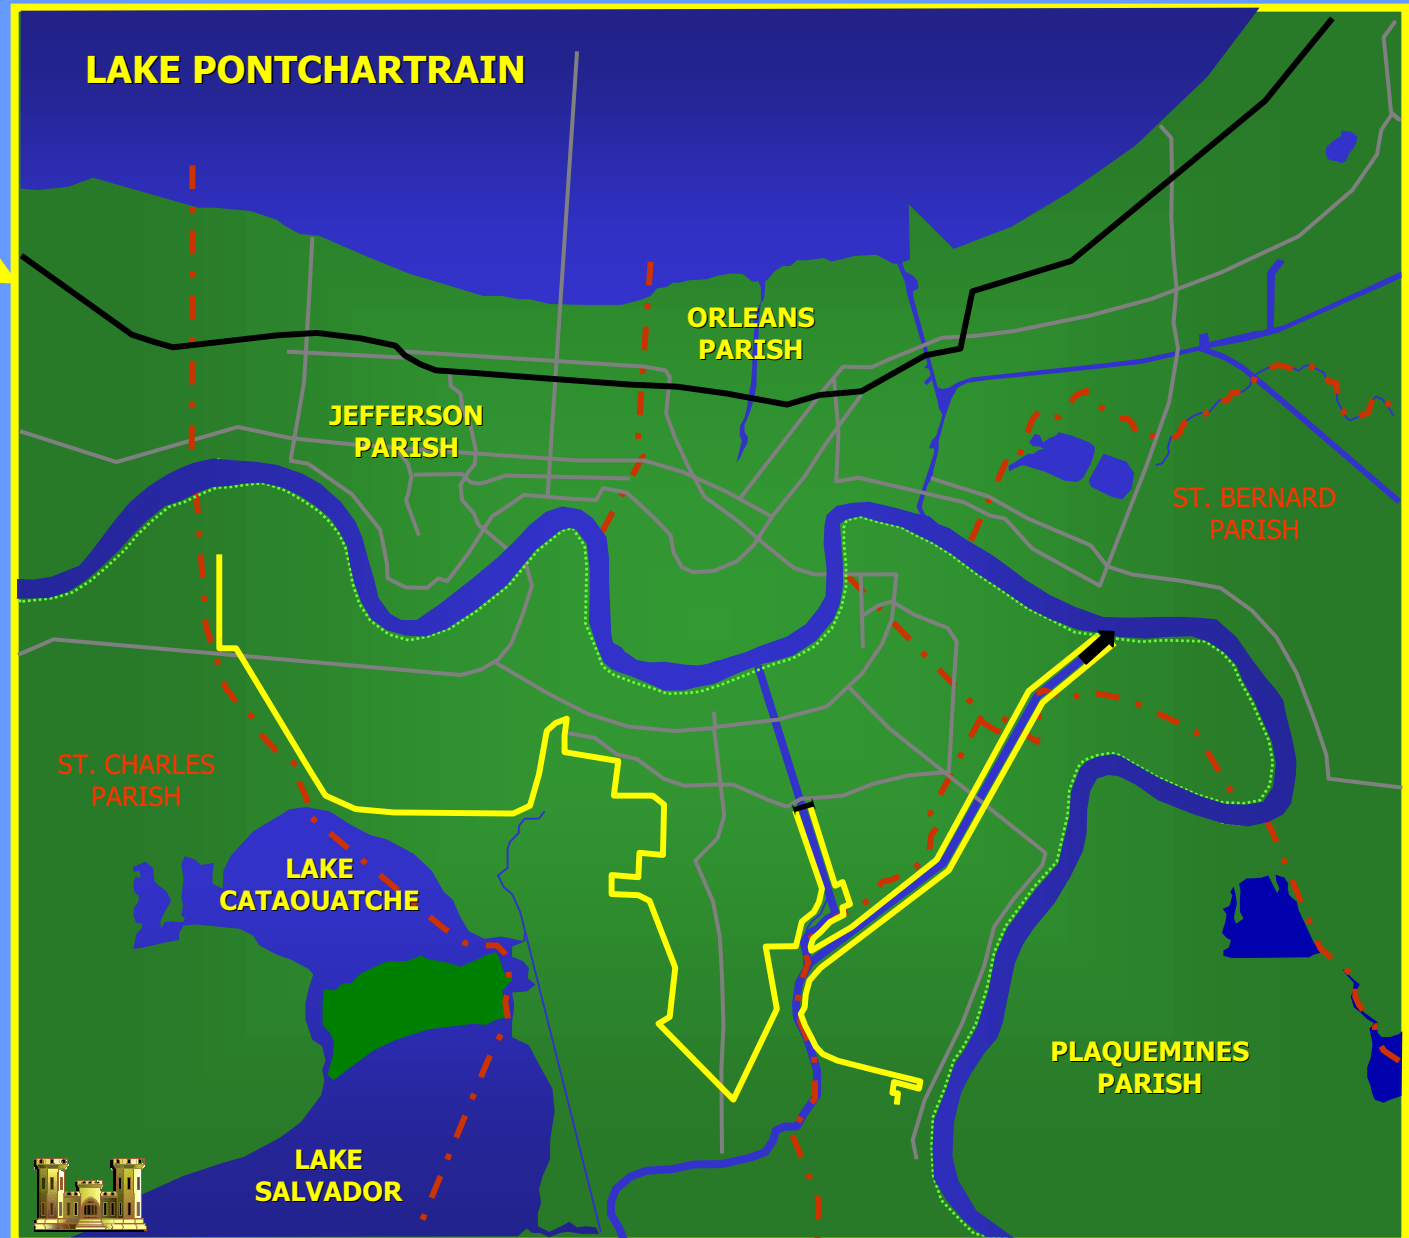 LAKE PONTCHARTRAIN
ORLEANS
PARISH
JEFFERSON
PARISH
ST. BERNARD
PARISH
ST. CHARLES
PARISH
LAKE
CATAOUATCHE
PLAQUEMINES
PARISH
LAKE
SALVADOR